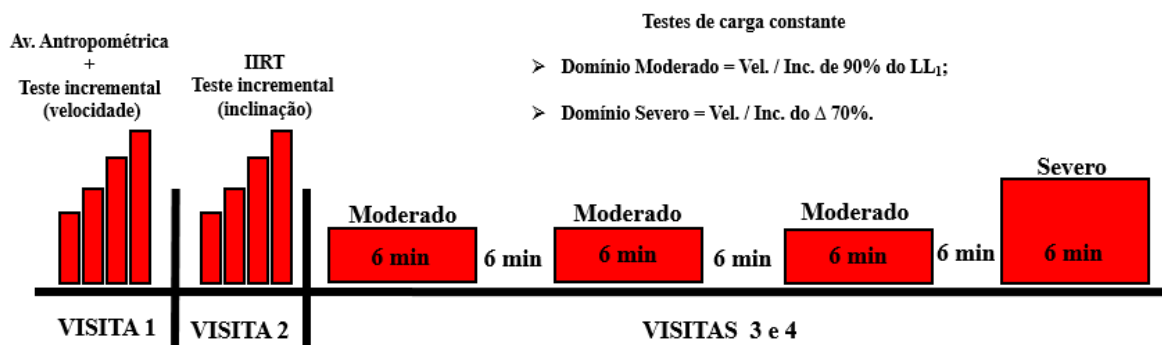 Av. Antropométrica
+
Teste incremental
(velocidade)
IIRT
Teste incremental
(inclinação)
Testes de carga constante
➢ Domínio Moderado = Vel. / Inc. de 90% do LL₁;
➢ Domínio Severo = Vel. / Inc. do Δ 70%.
Moderado
6 min
6 min
Moderado
6 min
6 min
Moderado
6 min
6 min
Severo
6 min
VISITA 1
VISITA 2
VISITAS 3 e 4